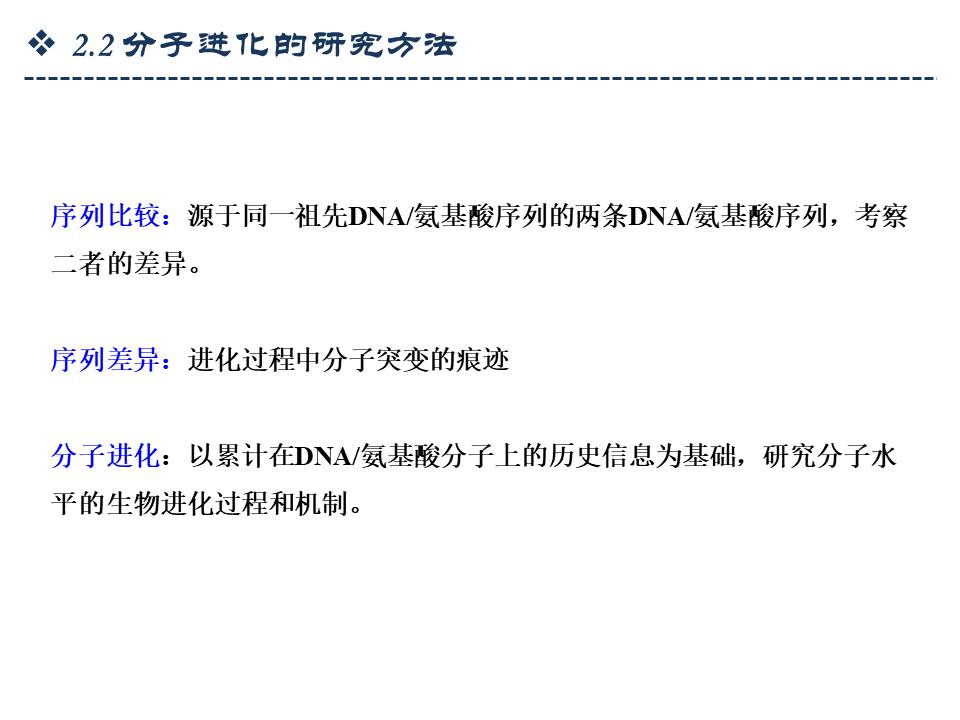 ❖ 2.2 分子进化的研究方法
序列比较：源于同一祖先DNA/氨基酸序列的两条DNA/氨基酸序列，考察
二者的差异。
序列差异：进化过程中分子突变的痕迹
分子进化：以累计在DNA/氨基酸分子上的历史信息为基础，研究分子水
平的生物进化过程和机制。